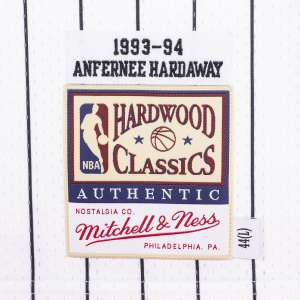 1993-94
ANFERNEE HARDAWAY
NBA
HARDWOOD
CLASSICS
AUTHENTIC
NOSTALGIA CO.
Mitchell & Ness
PHILADELPHIA, PA.
44(L)